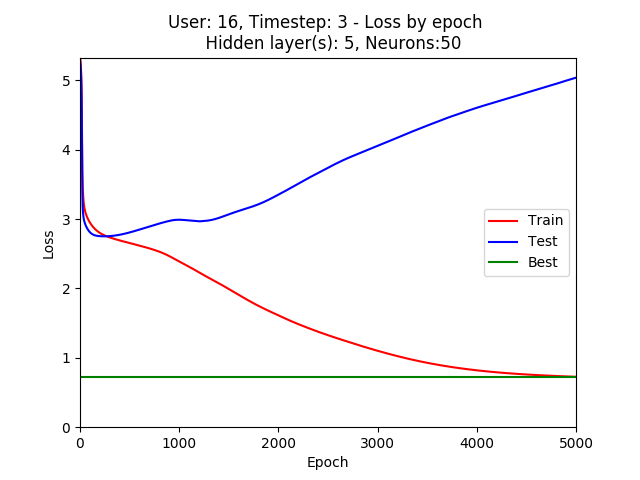 User: 16, Timestep: 3 - Loss by epoch
Hidden layer(s): 5, Neurons:50
5
4
3
2
1
0
Loss
Train
Test
Best
0 1000 2000 3000 4000 5000
Epoch